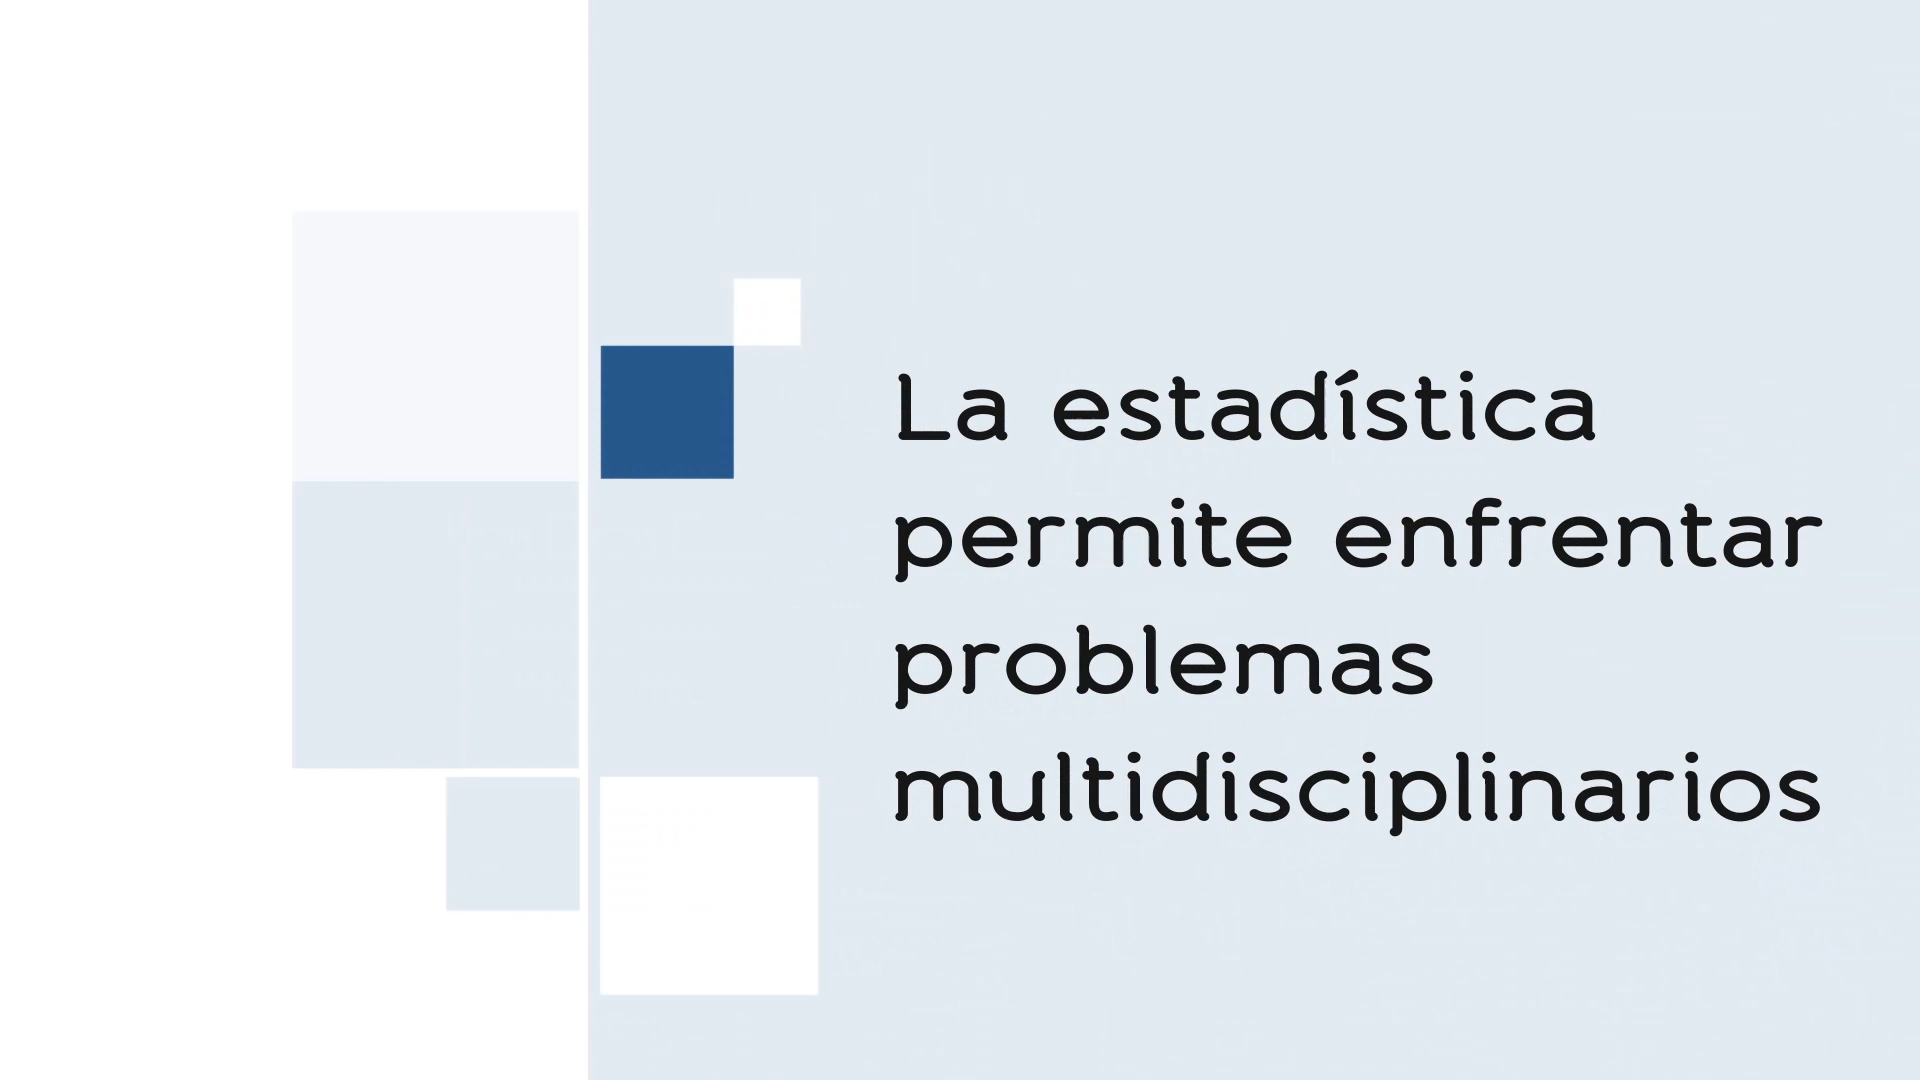 La estadística
permite enfrentar
problemas
multidisciplinarios